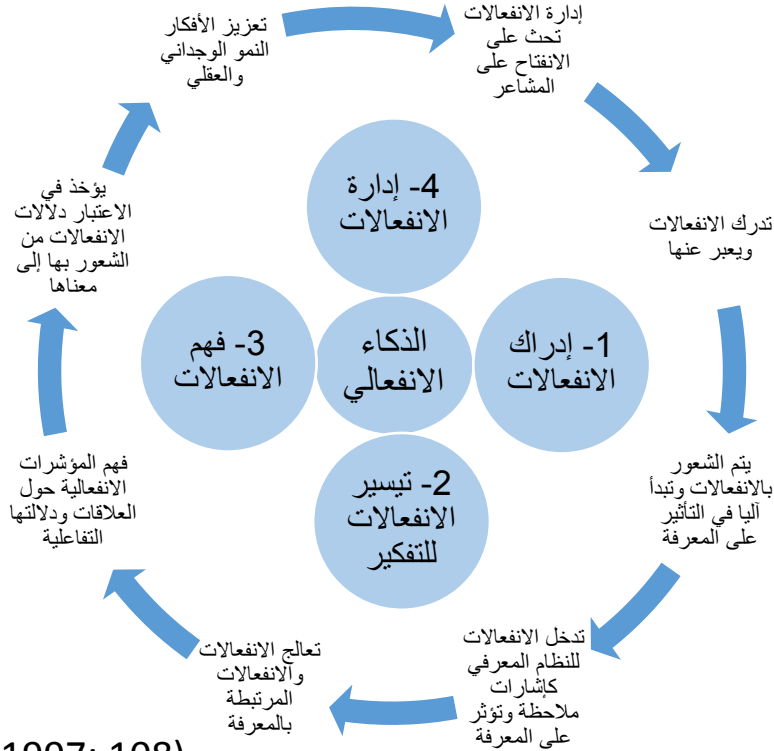 تعزيز الأفكار
النمو الوجداني
والعقلي
إدارة الانفعالات
تحث على
الانفتاح على
المشاعر
تدرك الانفعالات
ويعبر عنها
يتم الشعور
بالانفعالات وتبدأ
آليا في التأثير
على المعرفة
تدخل الانفعالات
للنظام المعرفي
كإشارات
ملاحظة وتؤثر
على المعرفة
تعالج الانفعالات
والانفعالات
المرتبطة
بالمعرفة
فهم المؤشرات
الانفعالية حول
العلاقات ودلالتها
التفاعلية
يؤخذ في
الاعتبار دلالات
الانفعالات من
الشعور بها إلى
معناها
4- إدارة
الانفعالات
1- إدراك
الانفعالات
الذكاء
الانفعالي
3- فهم
الانفعالات
2- تيسير
الانفعالات
للتفكير